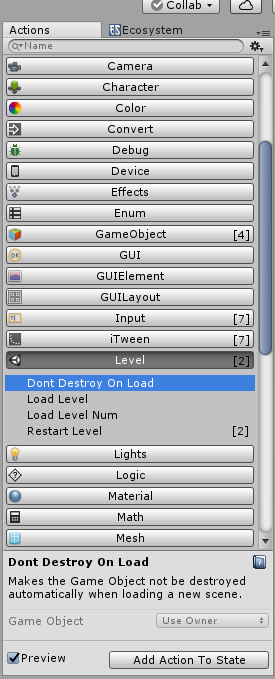 Collab
Actions
ESEcosystem
Name
Camera
Character
Color
Convert
Debug
Device
Effects
Enum
GameObject [4]
GUI
GUIElement
GUILayout
Input [7]
iTween [7]
Level [2]
Dont Destroy On Load
Load Level
Load Level Num
Restart Level [2]
Lights
Logic
Material
Math
Mesh
Dont Destroy On Load
Makes the Game Object not be destroyed
automatically when loading a new scene.
Game Object Use Owner
Preview Add Action To State